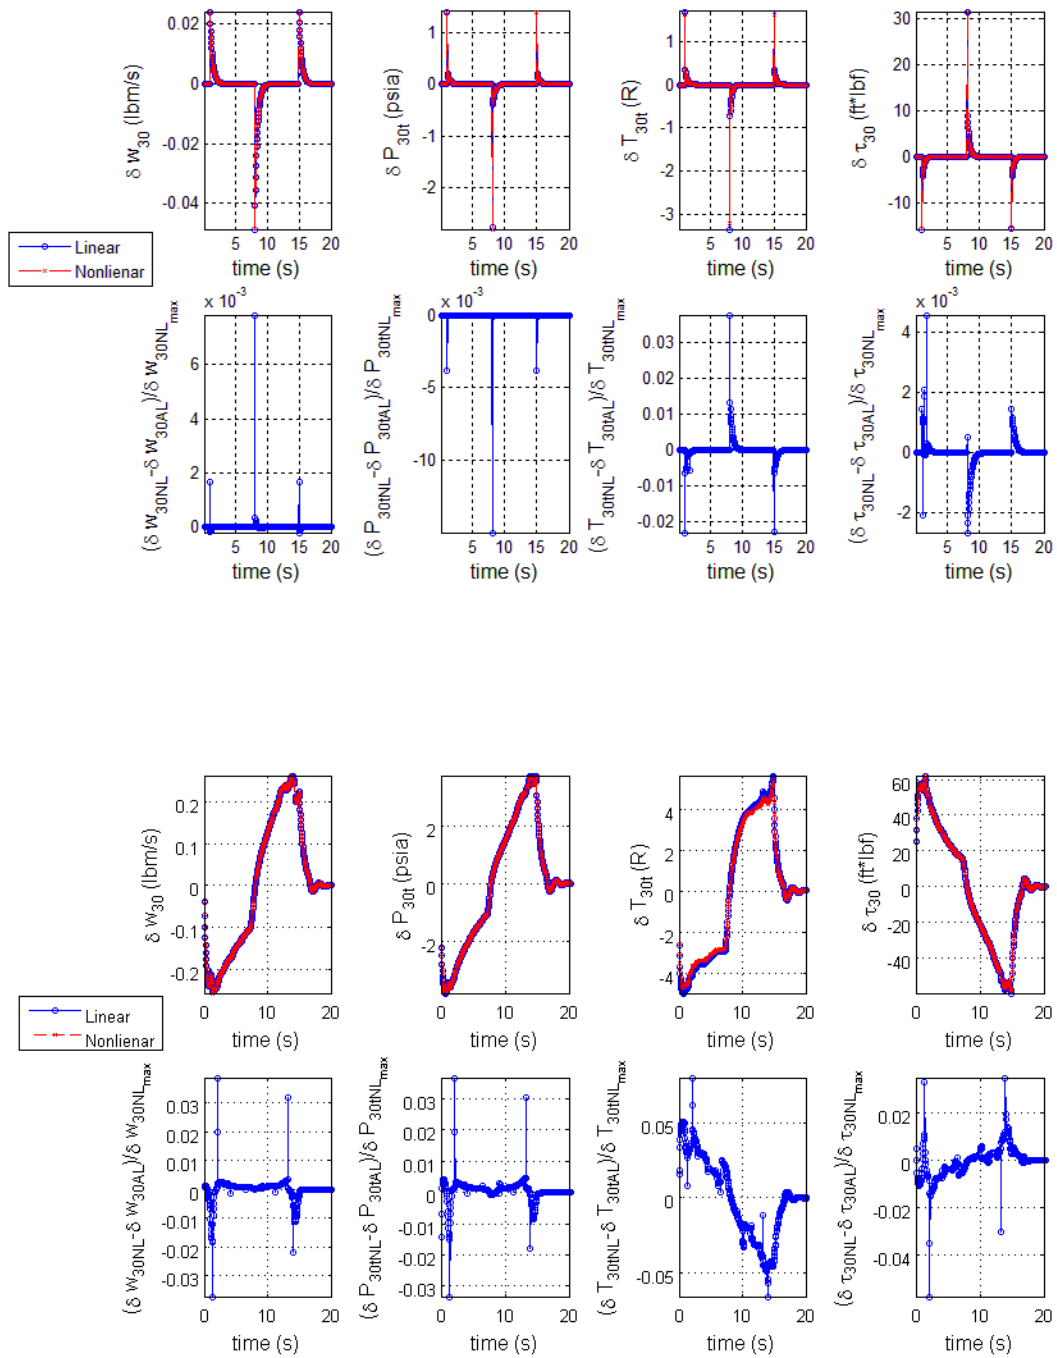 δ w30 (lbm/s)
0.02
0
-0.02
-0.04
5 10 15 20
time (s)
δ P30t (psia)
1
0
-1
-2
5 10 15 20
time (s)
δ T30t (R)
1
0
-1
-2
-3
5 10 15 20
time (s)
δ τ30 (ft*lbf)
30
20
10
0
-10
5 10 15 20
time (s)
Linear
Nonlienar
(δ w30NL-δ w30AL)/δ w30NLmax
x 10-3
6
4
2
0
5 10 15 20
time (s)
(δ P30tNL-δ P30tAL)/δ P30tNLmax
x 10-3
0
-5
-10
5 10 15 20
time (s)
(δ T30tNL-δ T30tAL)/δ T30tNLmax
0.03
0.02
0.01
0
-0.01
-0.02
5 10 15 20
time (s)
(δ τ30NL-δ τ30AL)/δ τ30NLmax
x 10-3
4
2
0
-2
5 10 15 20
time (s)
δ w30 (lbm/s)
0.2
0.1
0
-0.1
-0.2
0 10 20
time (s)
δ P30t (psia)
2
0
-2
0 10 20
time (s)
δ T30t (R)
4
2
0
-2
-4
0 10 20
time (s)
δ τ30 (ft*lbf)
60
40
20
0
-20
-40
0 10 20
time (s)
Linear
Nonlienar
(δ w30NL-δ w30AL)/δ w30NLmax
0.03
0.02
0.01
0
-0.01
-0.02
-0.03
0 10 20
time (s)
(δ P30tNL-δ P30tAL)/δ P30tNLmax
0.03
0.02
0.01
0
-0.01
-0.02
-0.03
0 10 20
time (s)
(δ T30tNL-δ T30tAL)/δ T30tNLmax
0.05
0
-0.05
0 10 20
time (s)
(δ τ30NL-δ τ30AL)/δ τ30NLmax
0.02
0
-0.02
-0.04
0 10 20
time (s)